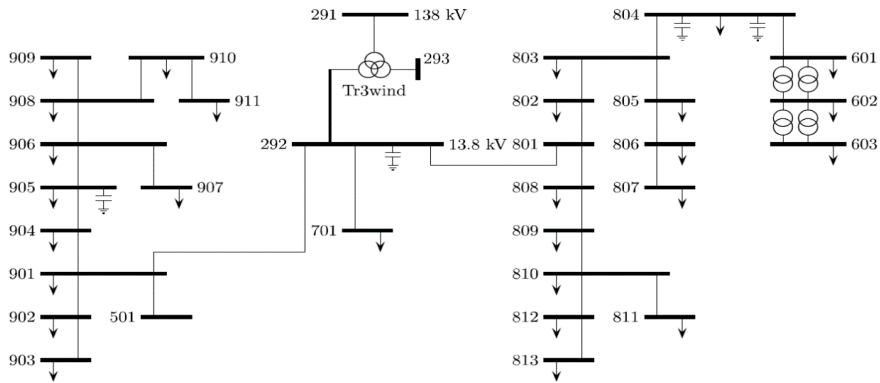 291 138 kV 804
909 910 293 803 601
Tr3wind
908 911 802 805 602
906 292 13.8 kV 801 806 603
905 907 808 807
904 701 809
901 810
902 501 812 811
903 813